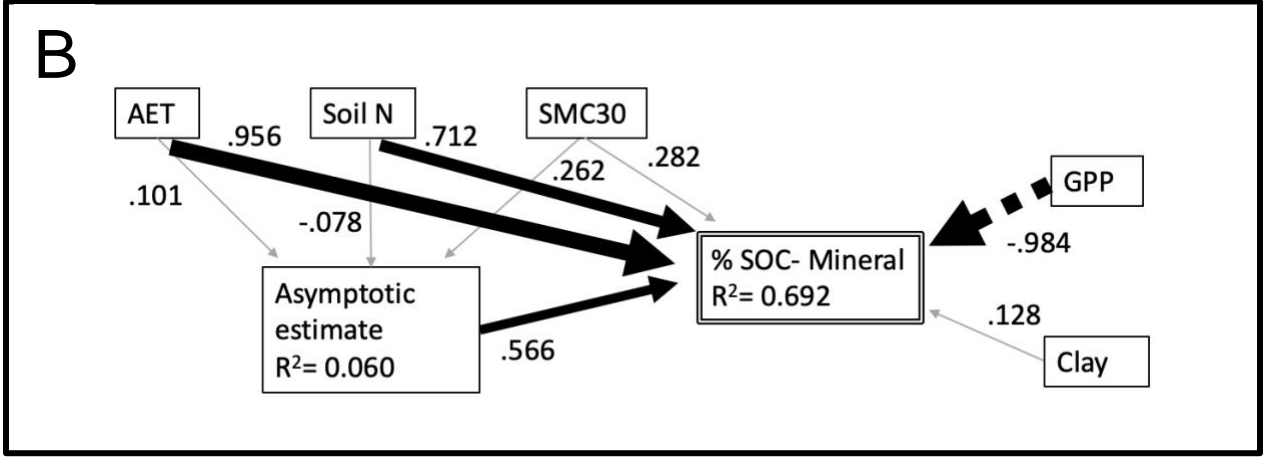 B
AET
Soil N
SMC30
.956
.712
.262
.282
GPP
.101
-.078
-.984
% SOC- Mineral
R²= 0.692
Asymptotic
estimate
R²= 0.060
.566
.128
Clay